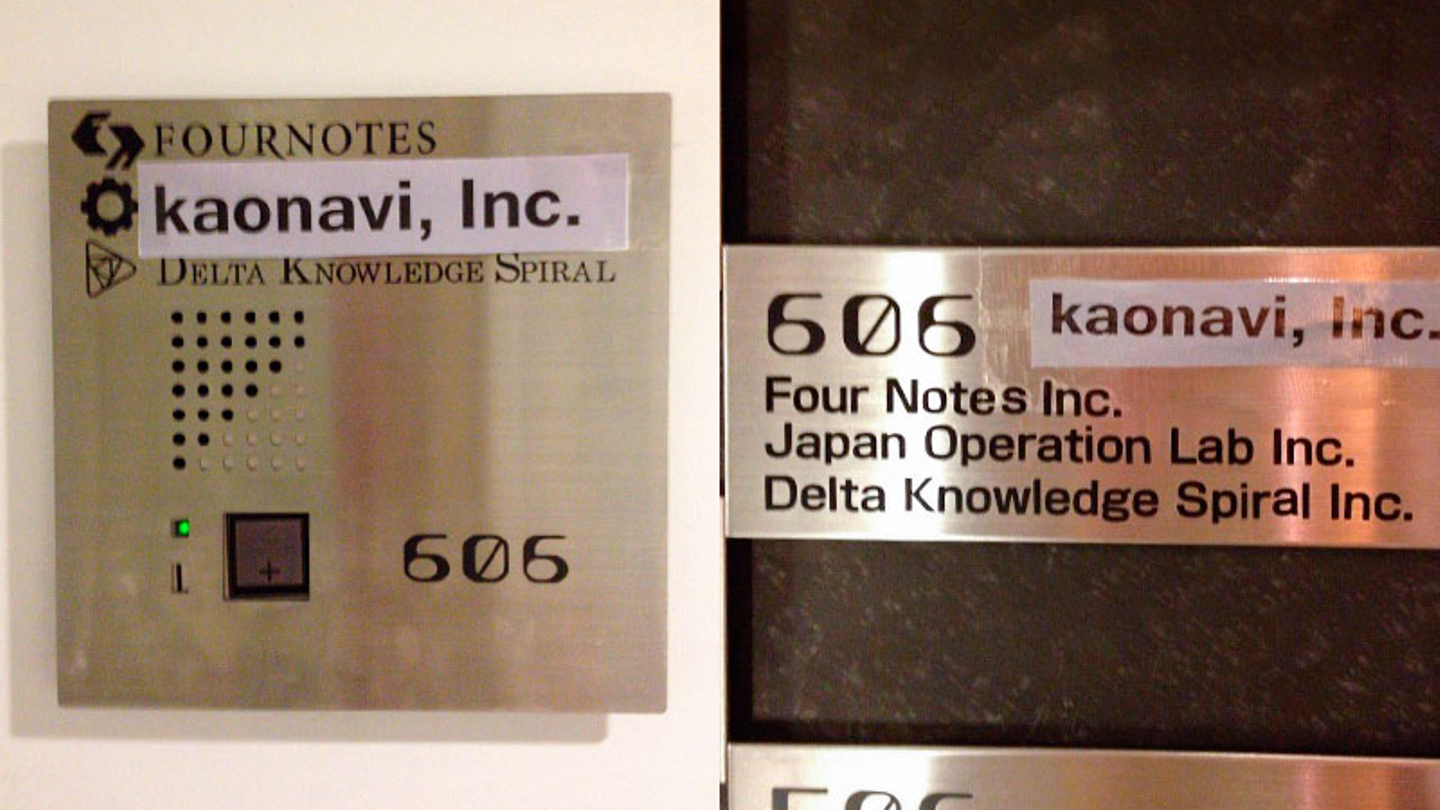 FOURNOTES
kaonavi, Inc.
DELTA KNOWLEDGE SPIRAL
606
606 kaonavi, Inc.
Four Notes Inc.
Japan Operation Lab Inc.
Delta Knowledge Spiral Inc.